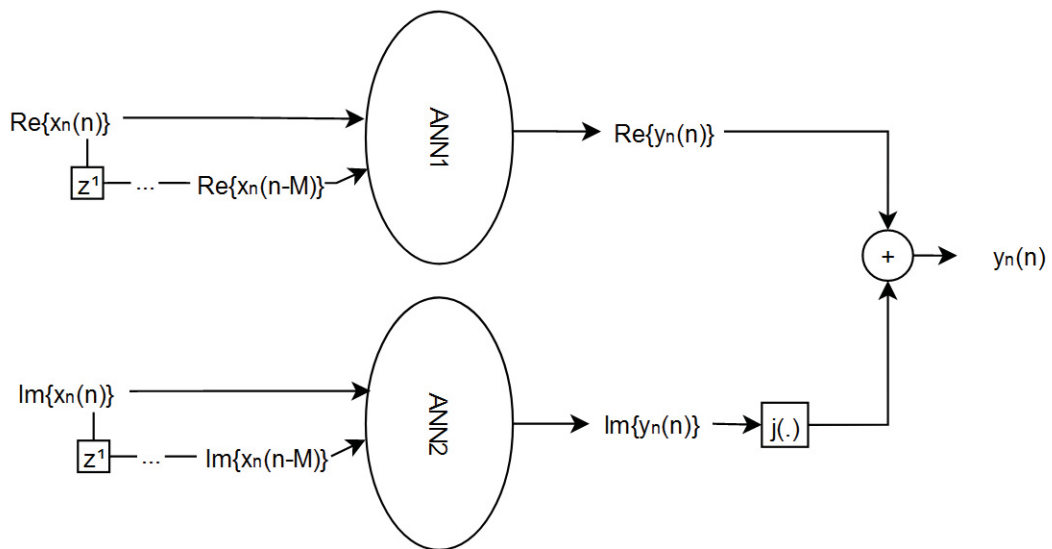 Re{xₙ(n)}
z¹
...
Re{xₙ(n-M)}
ANN1
Re{yₙ(n)}
+
yₙ(n)
Im{xₙ(n)}
z¹
...
Im{xₙ(n-M)}
ANN2
Im{yₙ(n)}
j(.)